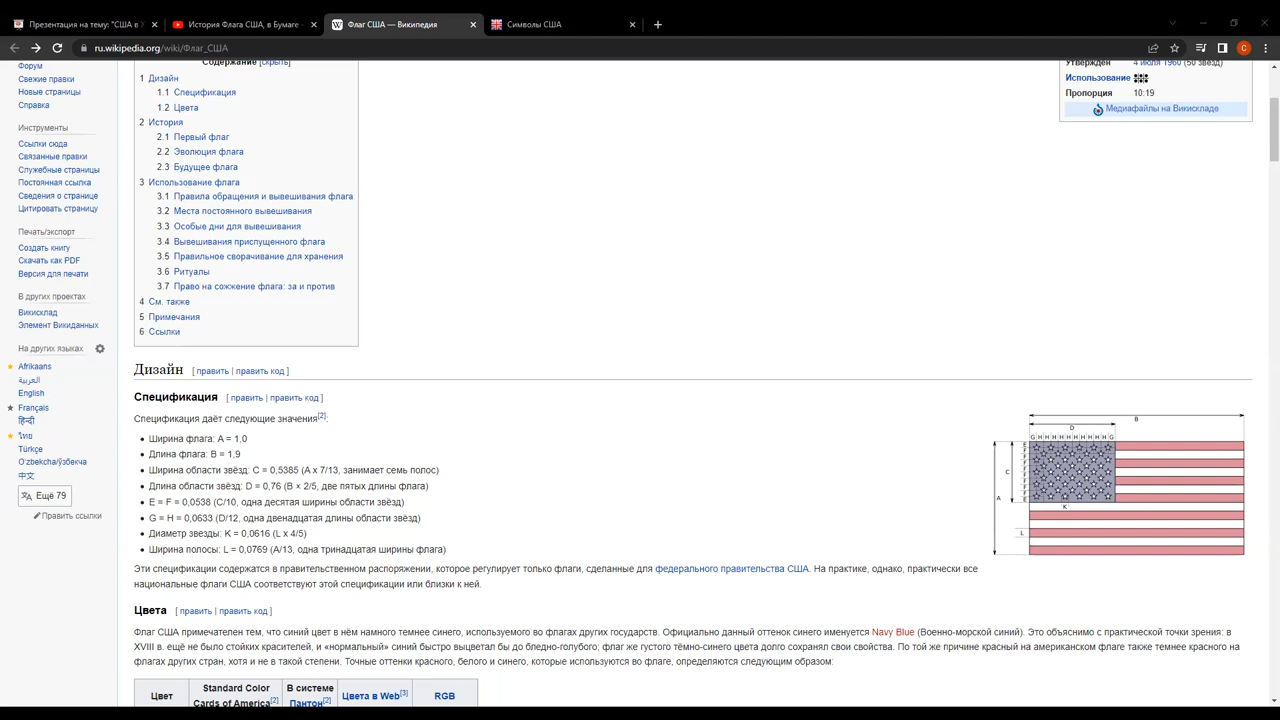 Презентация на тему: "США в X
История Флага США, в Бумаге -
Флаг США — Википедия
Символы США
ru.wikipedia.org/wiki/Флаг_США
C
Форум
Свежие правки
Новые страницы
Справка
Инструменты
Ссылки сюда
Связанные правки
Служебные страницы
Постоянная ссылка
Сведения о странице
Цитировать страницу
Печать/экспорт
Создать книгу
Скачать как PDF
Версия для печати
В других проектах
Викисклад
Элемент Викиданных
На других языках
Afrikaans
العربية
English
Français
हिन्दी
ไทย
Türkçe
Oʻzbekcha/ўзбекча
中文
Ещё 79
Править ссылки
Содержание [скрыть]
1 Дизайн
1.1 Спецификация
1.2 Цвета
2 История
2.1 Первый флаг
2.2 Эволюция флага
2.3 Будущее флага
3 Использование флага
3.1 Правила обращения и вывешивания флага
3.2 Места постоянного вывешивания
3.3 Особые дни для вывешивания
3.4 Вывешивания приспущенного флага
3.5 Правильное сворачивание для хранения
3.6 Ритуалы
3.7 Право на сожжение флага: за и против
4 См. также
5 Примечания
6 Ссылки
Утверждён 4 июля 1960 (50 звёзд)
Использование
Пропорция 10:19
Медиафайлы на Викискладе
Дизайн [ править | править код ]
Спецификация [ править | править код ]
Спецификация даёт следующие значения[2]:
• Ширина флага: A = 1,0
• Длина флага: B = 1,9
• Ширина области звёзд: C = 0,5385 (A x 7/13, занимает семь полос)
• Длина области звёзд: D = 0,76 (B × 2/5, две пятых длины флага)
• E = F = 0,0538 (C/10, одна десятая ширины области звёзд)
• G = H = 0,0633 (D/12, одна двенадцатая длины области звёзд)
• Диаметр звезды: K = 0,0616 (L x 4/5)
• Ширина полосы: L = 0,0769 (A/13, одна тринадцатая ширины флага)
B
D
G H H H H H H H H H H G
C
A
K
L
Эти спецификации содержатся в правительственном распоряжении, которое регулирует только флаги, сделанные для федерального правительства США. На практике, однако, практически все
национальные флаги США соответствуют этой спецификации или близки к ней.
Цвета [ править | править код ]
Флаг США примечателен тем, что синий цвет в нём намного темнее синего, используемого во флагах других государств. Официально данный оттенок синего именуется Navy Blue (Военно-морской синий). Это объяснимо с практической точки зрения: в
XVIII в. ещё не было стойких красителей, и «нормальный» синий быстро выцветал бы до бледно-голубого; флаг же густого тёмно-синего цвета долго сохранял свои свойства. По той же причине красный на американском флаге также темнее красного на
флагах других стран, хотя и не в такой степени. Точные оттенки красного, белого и синего, которые используются во флаге, определяются следующим образом:
Цвет
Standard Color
Cards of America[2]
В системе
Пантон[2]
Цвета в Web[3]
RGB